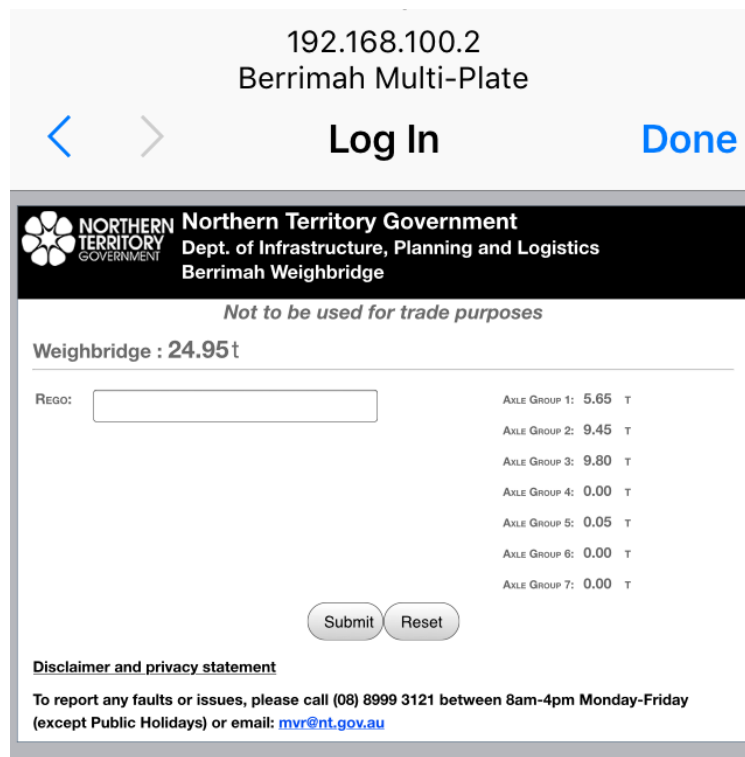 192.168.100.2
Berrimah Multi-Plate
Log In
Done
NORTHERN
TERRITORY
GOVERNMENT
Northern Territory Government
Dept. of Infrastructure, Planning and Logistics
Berrimah Weighbridge
Not to be used for trade purposes
Weighbridge : 24.95t
Rego:
Axle Group 1: 5.65 T
Axle Group 2: 9.45 T
Axle Group 3: 9.80 T
Axle Group 4: 0.00 T
Axle Group 5: 0.05 T
Axle Group 6: 0.00 T
Axle Group 7: 0.00 T
Submit Reset
Disclaimer and privacy statement
To report any faults or issues, please call (08) 8999 3121 between 8am-4pm Monday-Friday
(except Public Holidays) or email: mvr@nt.gov.au